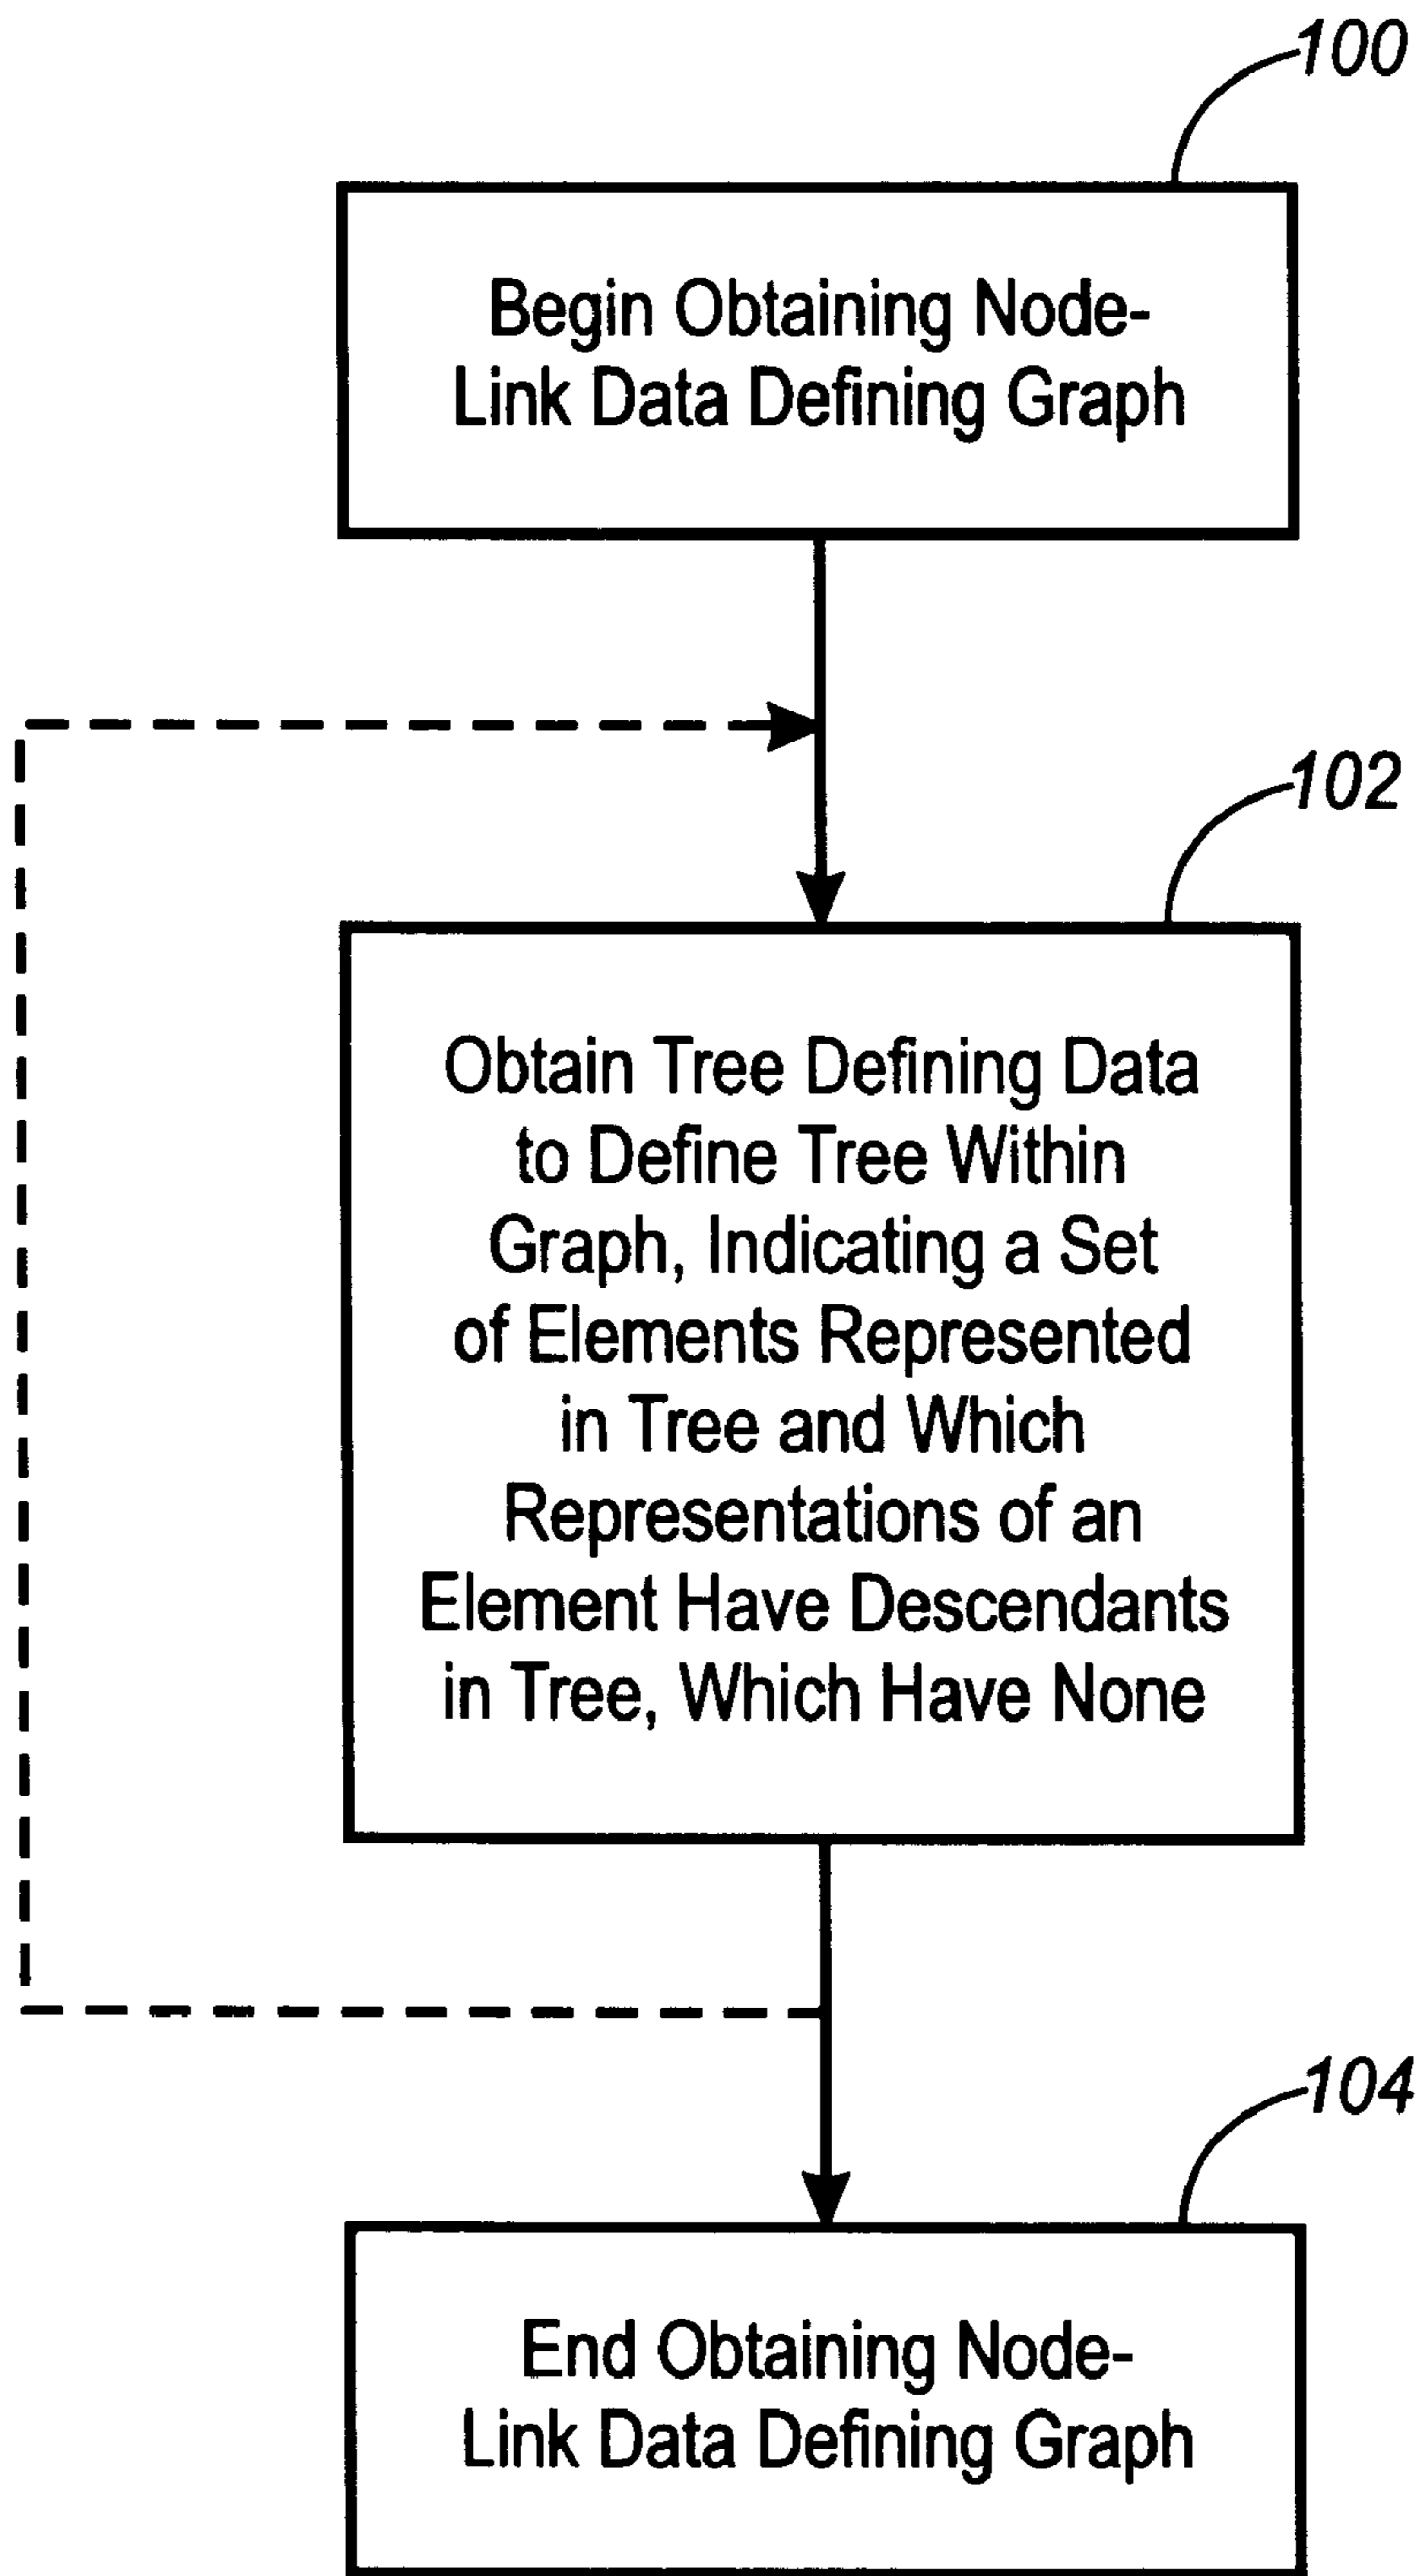 100
Begin Obtaining Node-
Link Data Defining Graph
102
Obtain Tree Defining Data
to Define Tree Within
Graph, Indicating a Set
of Elements Represented
in Tree and Which
Representations of an
Element Have Descendants
in Tree, Which Have None
104
End Obtaining Node-
Link Data Defining Graph